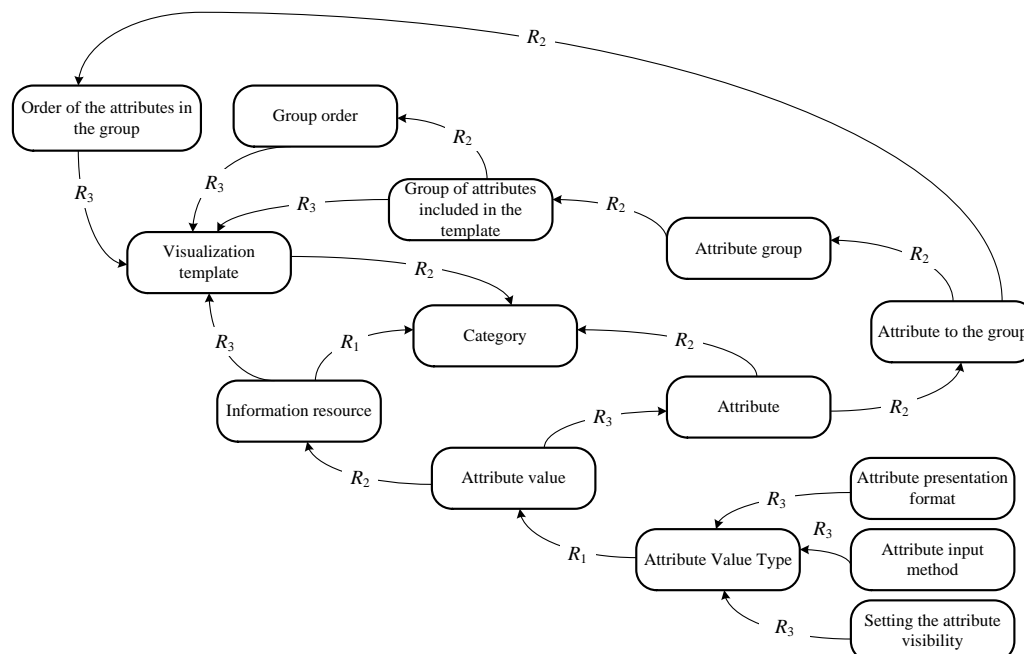 R2
Order of the attributes in
the group
Group order
R2
R3
R3
Group of attributes
included in the
template
R3
R2
Attribute group
Visualization
template
R2
R2
Category
Attribute to the group
R3
R1
R2
Information resource
Attribute
R3
R2
R2
Attribute value
Attribute presentation
format
R3
R3
R1
Attribute Value Type
Attribute input
method
R3
Setting the attribute
visibility